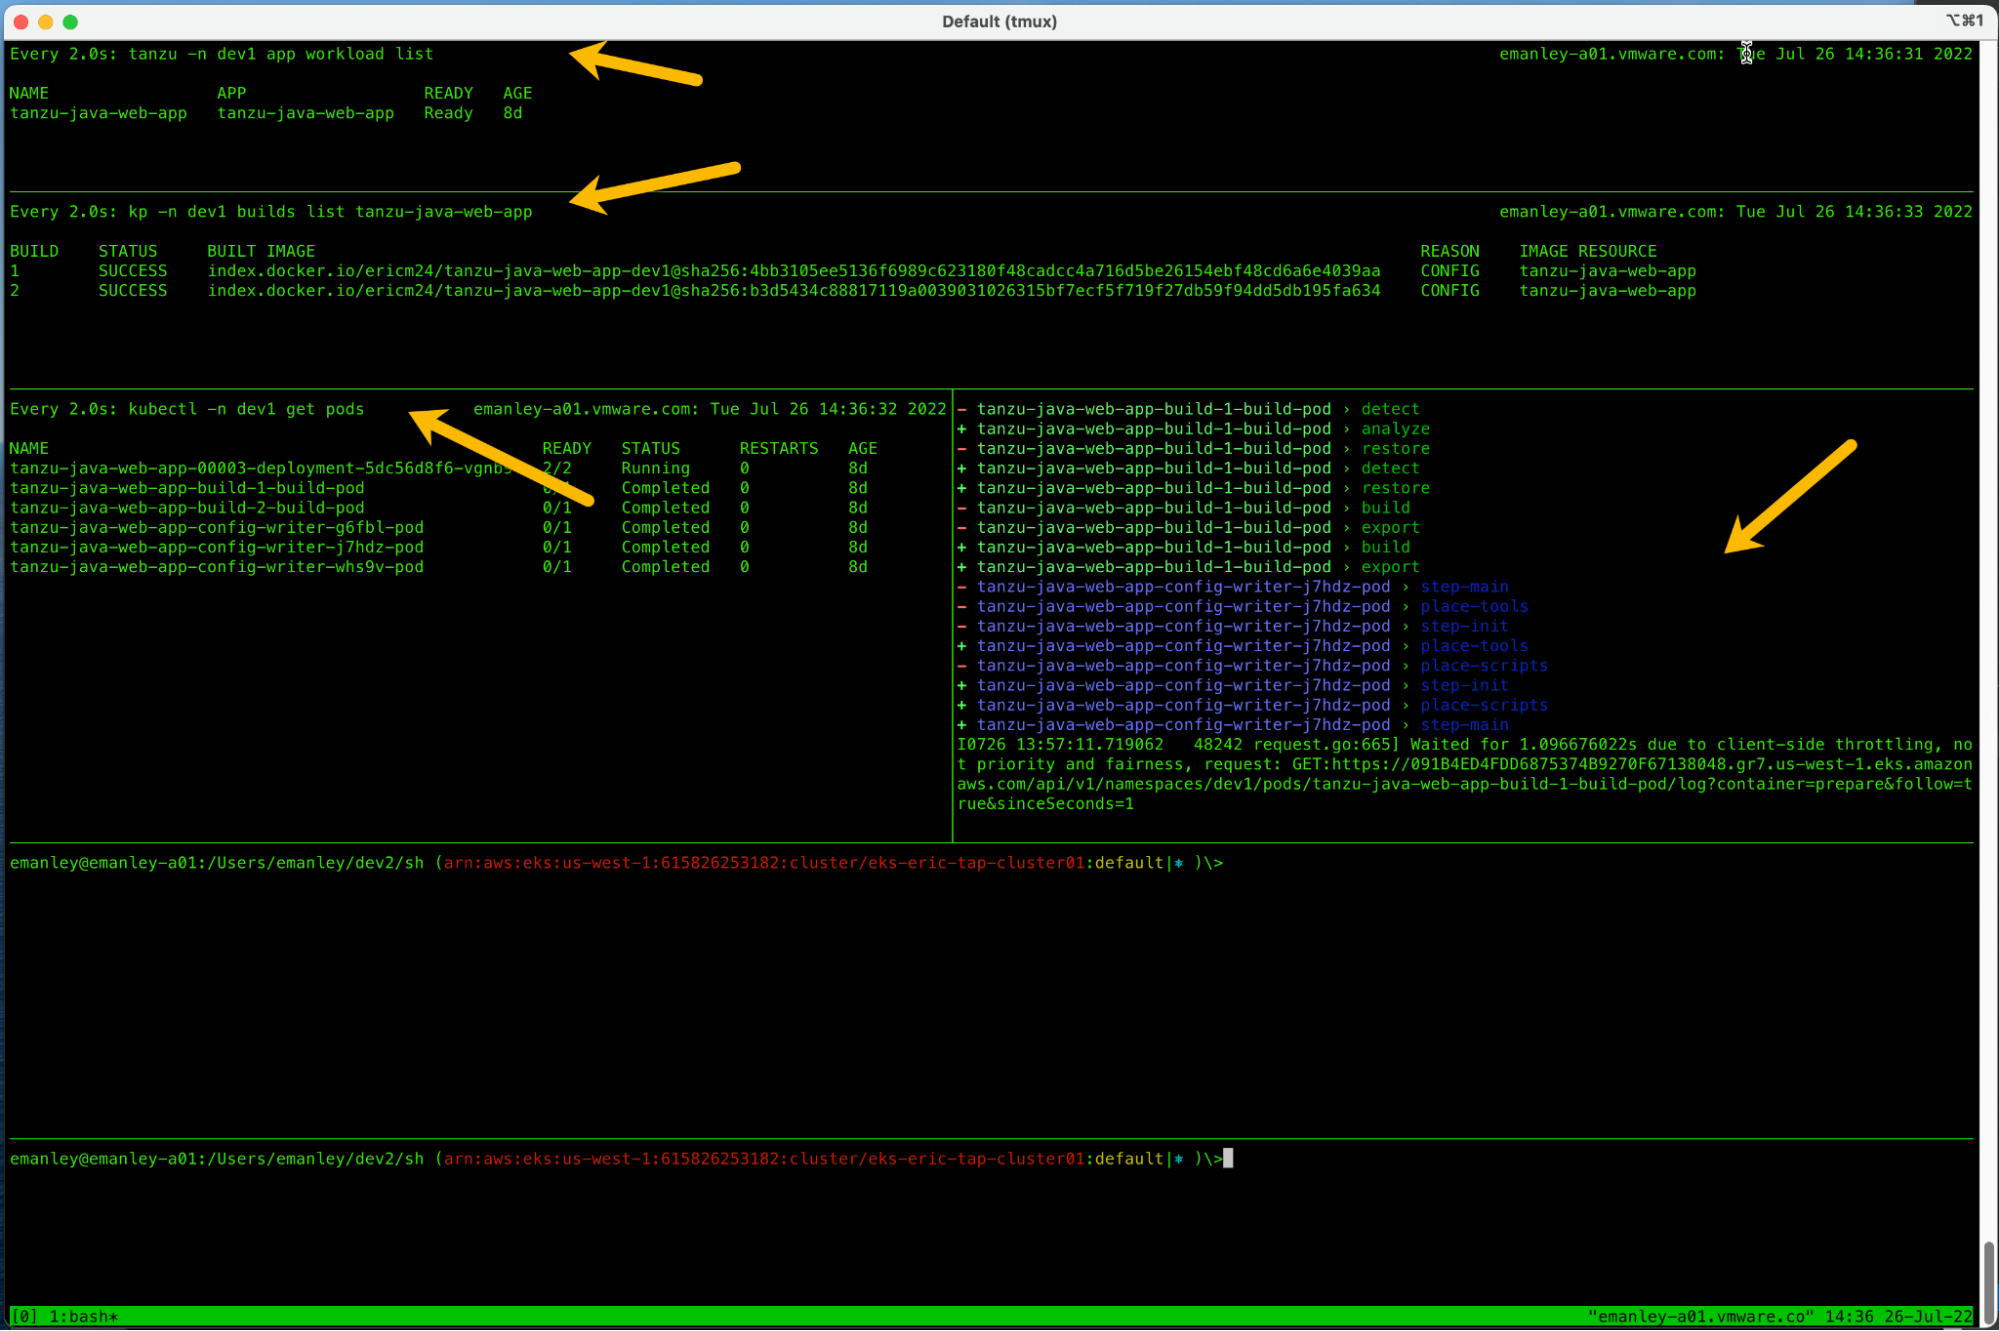 Default (tmux)
⌥⌘1
Every 2.0s: tanzu -n dev1 app workload list
emanley-a01.vmware.com: Tue Jul 26 14:36:31 2022
NAME APP READY AGE
tanzu-java-web-app tanzu-java-web-app Ready 8d
Every 2.0s: kp -n dev1 builds list tanzu-java-web-app
emanley-a01.vmware.com: Tue Jul 26 14:36:33 2022
BUILD STATUS BUILT IMAGE REASON IMAGE RESOURCE
1 SUCCESS index.docker.io/ericm24/tanzu-java-web-app-dev1@sha256:4bb3105ee5136f6989c623180f48cadcc4a716d5be26154ebf48cd6a6e4039aa CONFIG tanzu-java-web-app
2 SUCCESS index.docker.io/ericm24/tanzu-java-web-app-dev1@sha256:b3d5434c88817119a0039031026315bf7ecf5f719f27db59f94dd5db195fa634 CONFIG tanzu-java-web-app
Every 2.0s: kubectl -n dev1 get pods
emanley-a01.vmware.com: Tue Jul 26 14:36:32 2022
NAME READY STATUS RESTARTS AGE
tanzu-java-web-app-00003-deployment-5dc56d8f6-vgnb 2/2 Running 0 8d
tanzu-java-web-app-build-1-build-pod 0/1 Completed 0 8d
tanzu-java-web-app-build-2-build-pod 0/1 Completed 0 8d
tanzu-java-web-app-config-writer-g6fbl-pod 0/1 Completed 0 8d
tanzu-java-web-app-config-writer-j7hdz-pod 0/1 Completed 0 8d
tanzu-java-web-app-config-writer-whs9v-pod 0/1 Completed 0 8d
- tanzu-java-web-app-build-1-build-pod › detect
+ tanzu-java-web-app-build-1-build-pod › analyze
- tanzu-java-web-app-build-1-build-pod › restore
+ tanzu-java-web-app-build-1-build-pod › detect
+ tanzu-java-web-app-build-1-build-pod › restore
- tanzu-java-web-app-build-1-build-pod › build
- tanzu-java-web-app-build-1-build-pod › export
+ tanzu-java-web-app-build-1-build-pod › build
+ tanzu-java-web-app-build-1-build-pod › export
- tanzu-java-web-app-config-writer-j7hdz-pod › step-main
- tanzu-java-web-app-config-writer-j7hdz-pod › place-tools
- tanzu-java-web-app-config-writer-j7hdz-pod › step-init
+ tanzu-java-web-app-config-writer-j7hdz-pod › place-tools
- tanzu-java-web-app-config-writer-j7hdz-pod › place-scripts
+ tanzu-java-web-app-config-writer-j7hdz-pod › step-init
+ tanzu-java-web-app-config-writer-j7hdz-pod › place-scripts
+ tanzu-java-web-app-config-writer-j7hdz-pod › step-main
I0726 13:57:11.719062 48242 request.go:665] Waited for 1.096676022s due to client-side throttling, no
t priority and fairness, request: GET:https://091B4ED4FDD6875374B9270F67138048.gr7.us-west-1.eks.amazon
aws.com/api/v1/namespaces/dev1/pods/tanzu-java-web-app-build-1-build-pod/log?container=prepare&follow=t
rue&sinceSeconds=1
emanley@emanley-a01:/Users/emanley/dev2/sh (arn:aws:eks:us-west-1:615826253182:cluster/eks-eric-tap-cluster01:default|⎈ )\>
emanley@emanley-a01:/Users/emanley/dev2/sh (arn:aws:eks:us-west-1:615826253182:cluster/eks-eric-tap-cluster01:default|⎈ )\>
[0] 1:bash*
"emanley-a01.vmware.co" 14:36 26-Jul-22